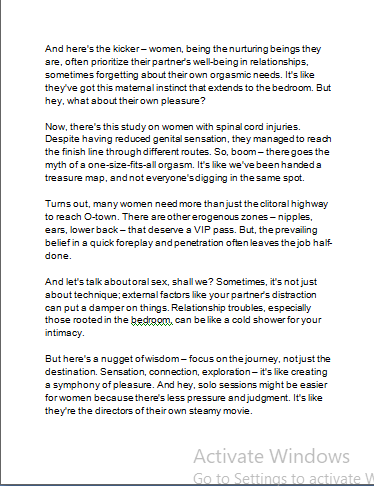 And here's the kicker – women, being the nurturing beings they
are, often prioritize their partner's well-being in relationships,
sometimes forgetting about their own orgasmic needs. It's like
they've got this maternal instinct that extends to the bedroom. But
hey, what about their own pleasure?
Now, there's this study on women with spinal cord injuries.
Despite having reduced genital sensation, they managed to reach
the finish line through different routes. So, boom – there goes the
myth of a one-size-fits-all orgasm. It's like we've been handed a
treasure map, and not everyone's digging in the same spot.
Turns out, many women need more than just the clitoral highway
to reach O-town. There are other erogenous zones – nipples,
ears, lower back – that deserve a VIP pass. But, the prevailing
belief in a quick foreplay and penetration often leaves the job half-
done.
And let's talk about oral sex, shall we? Sometimes, it's not just
about technique; external factors like your partner's distraction
can put a damper on things. Relationship troubles, especially
those rooted in the bedroom, can be like a cold shower for your
intimacy.
But here's a nugget of wisdom – focus on the journey, not just the
destination. Sensation, connection, exploration – it's like creating
a symphony of pleasure. And hey, solo sessions might be easier
for women because there's less pressure and judgment. It's like
they're the directors of their own steamy movie.
Activate Windows
Go to Settings to activate W